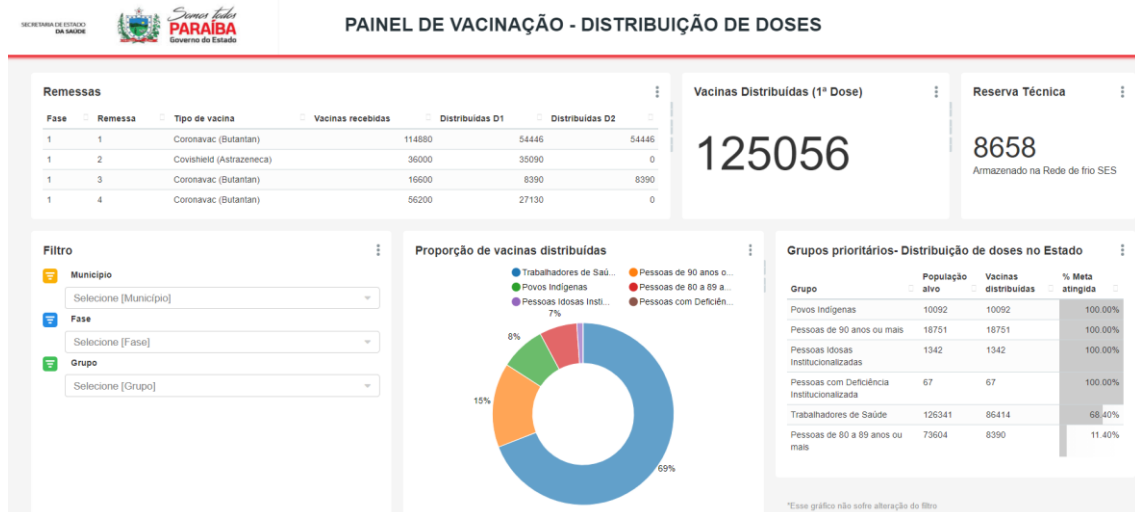 SECRETARIA DE ESTADO
DA SAÚDE
Somos todos
PARAÍBA
Governo do Estado
PAINEL DE VACINAÇÃO - DISTRIBUIÇÃO DE DOSES
Remessas
Fase Remessa Tipo de vacina Vacinas recebidas Distribuídas D1 Distribuídas D2
1 1 Coronavac (Butantan) 114880 54446 54446
1 2 Covishield (Astrazeneca) 36000 35090 0
1 3 Coronavac (Butantan) 16600 8390 8390
1 4 Coronavac (Butantan) 56200 27130 0
Vacinas Distribuídas (1ª Dose)
125056
Reserva Técnica
8658
Armazenado na Rede de frio SES
Filtro
Município
Selecione [Município]
Fase
Selecione [Fase]
Grupo
Selecione [Grupo]
Proporção de vacinas distribuídas
Trabalhadores de Saú... Pessoas de 90 anos o...
Povos Indígenas Pessoas de 80 a 89 a...
Pessoas Idosas Insti... Pessoas com Deficiên...
7%
8%
15%
69%
Grupos prioritários- Distribuição de doses no Estado
Grupo População alvo Vacinas distribuídas % Meta atingida
Povos Indígenas 10092 10092 100.00%
Pessoas de 90 anos ou mais 18751 18751 100.00%
Pessoas Idosas Institucionalizadas 1342 1342 100.00%
Pessoas com Deficiência Institucionalizada 67 67 100.00%
Trabalhadores de Saúde 126341 86414 68.40%
Pessoas de 80 a 89 anos ou mais 73604 8390 11.40%
*Esse gráfico não sofre alteração do filtro